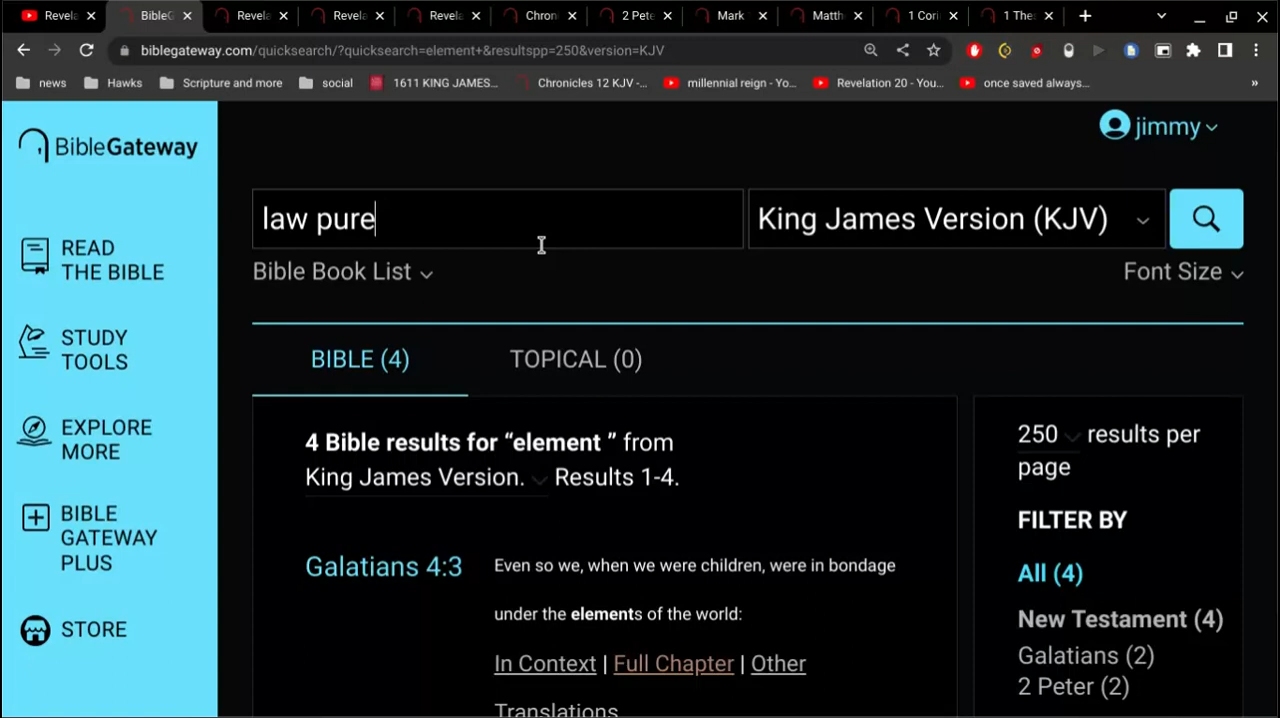 Revela
BibleG
Revela
Revela
Revela
Chron
2 Pete
Mark
Matth
1 Cori
1 Thes
biblegateway.com/quicksearch/?quicksearch=element+&resultspp=250&version=KJV
news Hawks Scripture and more social 1611 KING JAMES... Chronicles 12 KJV -... millennial reign - Yo... Revelation 20 - You... once saved always... »
BibleGateway
jimmy
law pure
King James Version (KJV)
Bible Book List
Font Size
READ
THE BIBLE
STUDY
TOOLS
EXPLORE
MORE
BIBLE
GATEWAY
PLUS
STORE
BIBLE (4)
TOPICAL (0)
4 Bible results for “element ” from
King James Version. Results 1-4.
Galatians 4:3
Even so we, when we were children, were in bondage
under the elements of the world:
In Context | Full Chapter | Other
Translations
250 results per
page
FILTER BY
All (4)
New Testament (4)
Galatians (2)
2 Peter (2)